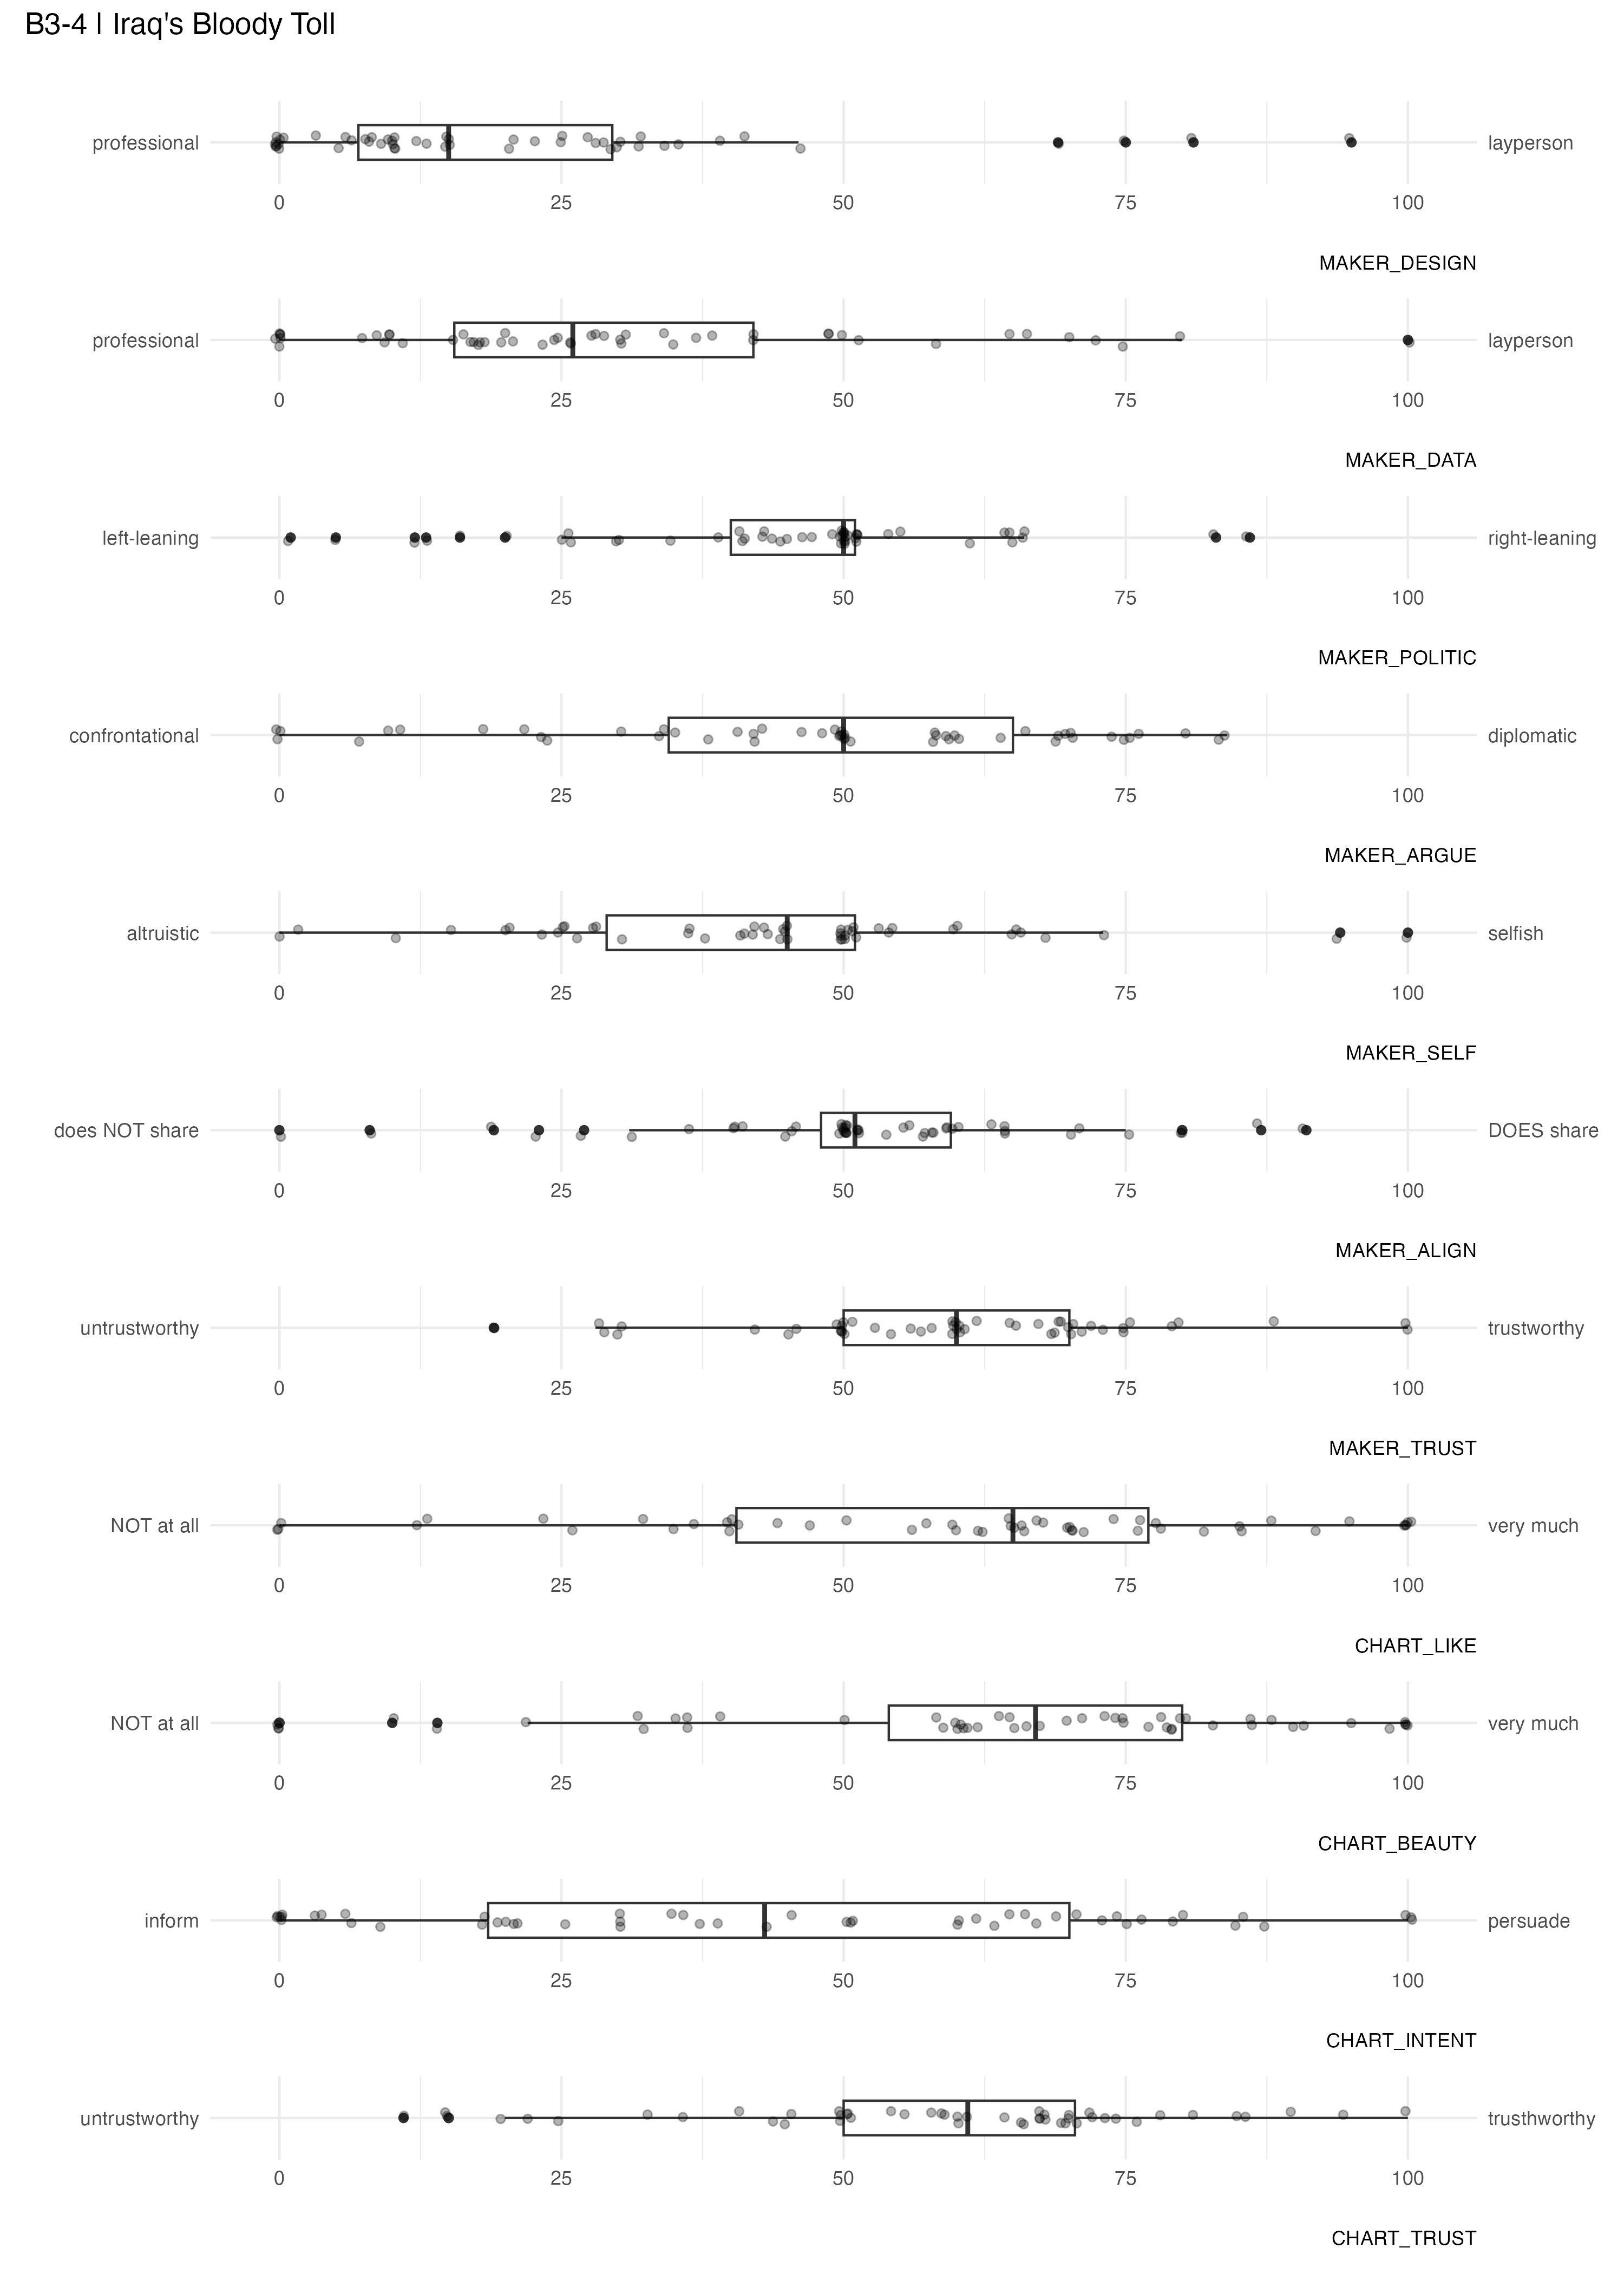 B3-4 | Iraq's Bloody Toll
professional layperson
0 25 50 75 100
MAKER_DESIGN
professional layperson
0 25 50 75 100
MAKER_DATA
left-leaning right-leaning
0 25 50 75 100
MAKER_POLITIC
confrontational diplomatic
0 25 50 75 100
MAKER_ARGUE
altruistic selfish
0 25 50 75 100
MAKER_SELF
does NOT share DOES share
0 25 50 75 100
MAKER_ALIGN
untrustworthy trustworthy
0 25 50 75 100
MAKER_TRUST
NOT at all very much
0 25 50 75 100
CHART_LIKE
NOT at all very much
0 25 50 75 100
CHART_BEAUTY
inform persuade
0 25 50 75 100
CHART_INTENT
untrustworthy trusthworthy
0 25 50 75 100
CHART_TRUST